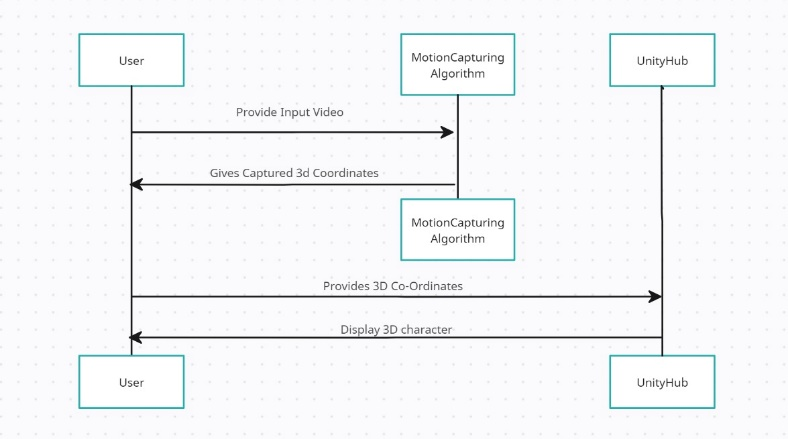 User
MotionCapturing
Algorithm
UnityHub
Provide Input Video
Gives Captured 3d Coordinates
MotionCapturing
Algorithm
Provides 3D Co-Ordinates
Display 3D character
User
UnityHub